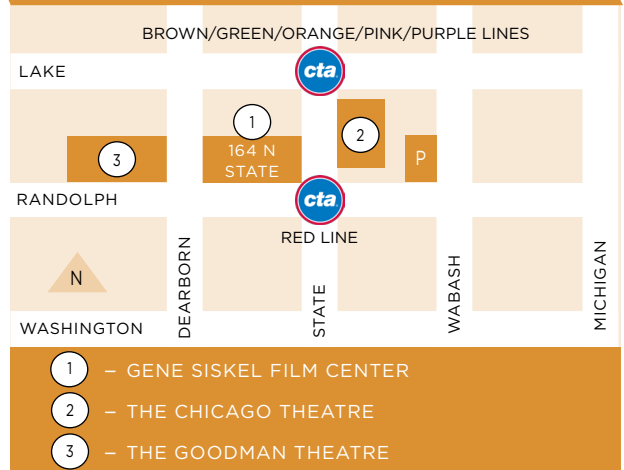 BROWN/GREEN/ORANGE/PINK/PURPLE LINES
LAKE
cta
1
2
3
164 N
STATE
P
RANDOLPH
cta
RED LINE
N
DEARBORN
STATE
WABASH
MICHIGAN
WASHINGTON
1 – GENE SISKEL FILM CENTER
2 – THE CHICAGO THEATRE
3 – THE GOODMAN THEATRE